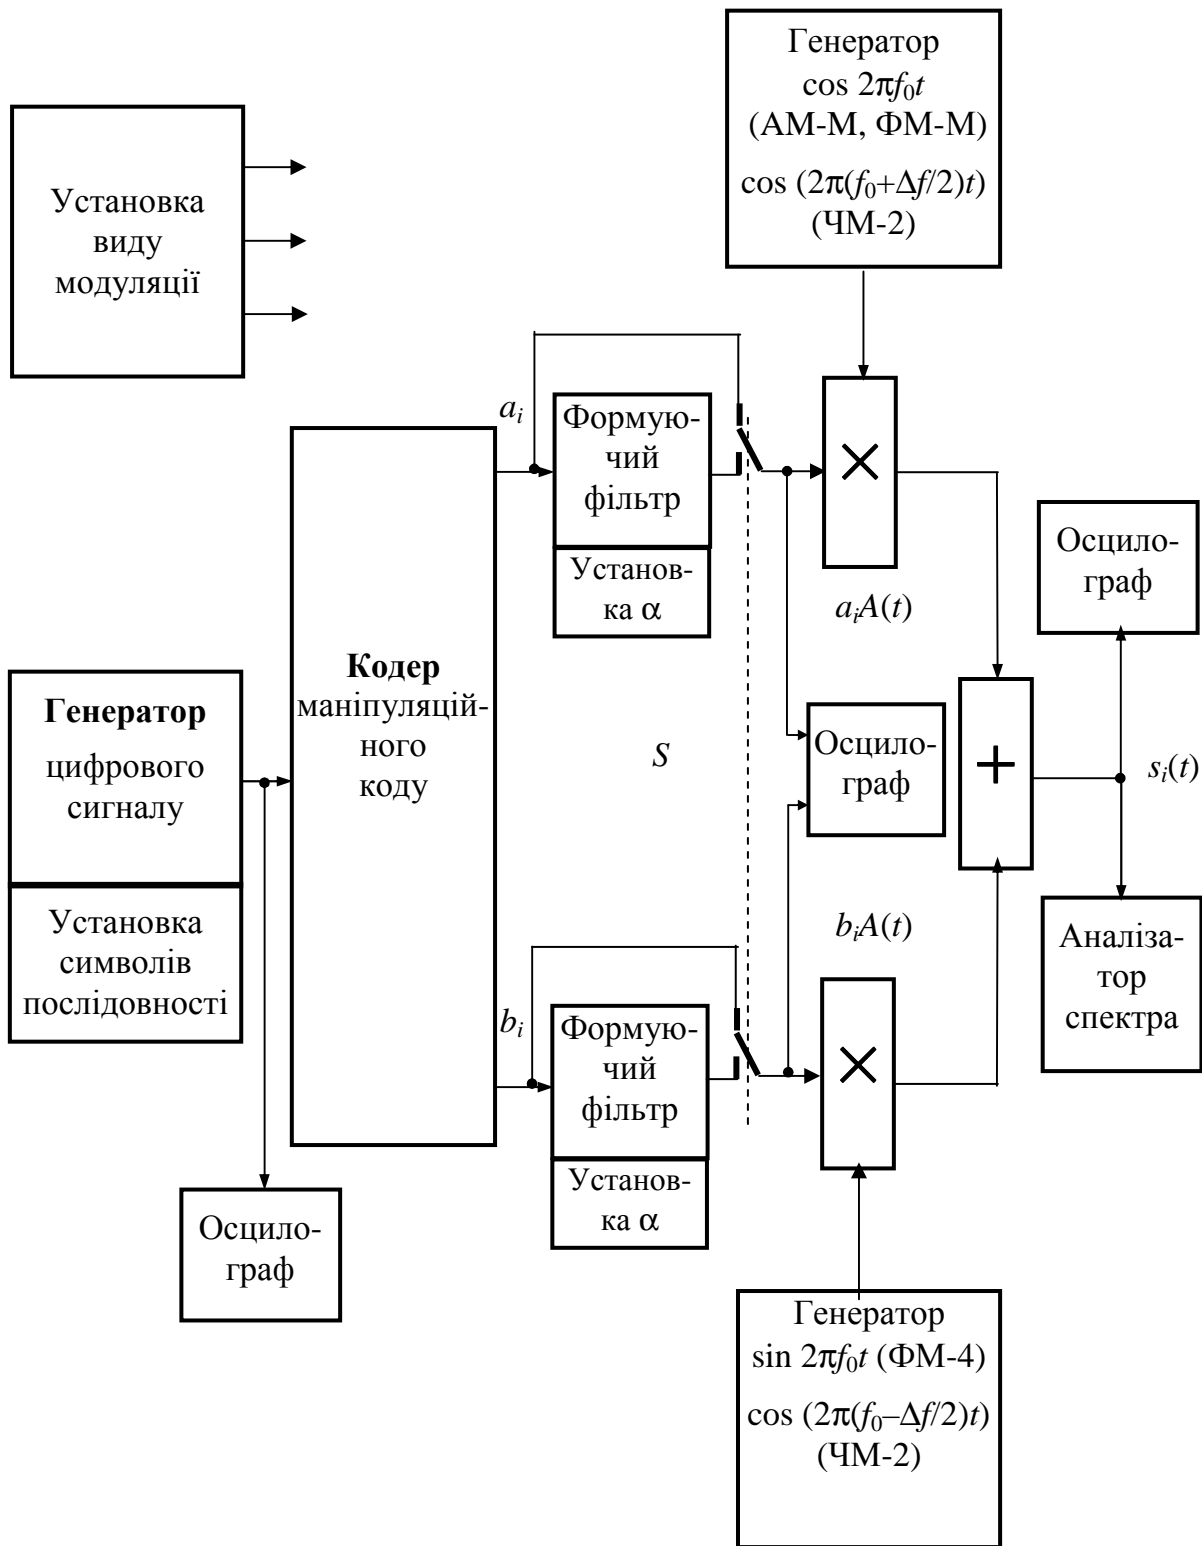 Генератор
cos 2πf₀t
(АМ-М, ФМ-М)
cos (2π(f₀+Δf/2)t)
(ЧМ-2)
Установка
виду
модуляції
aᵢ
Формую-
чий
фільтр
Установ-
ка α
×
aᵢA(t)
Осцило-
граф
Кодер
маніпуляцій-
ного
коду
Генератор
цифрового
сигналу
Установка
символів
послідовності
S
Осцило-
граф
+
sᵢ(t)
bᵢA(t)
Аналіза-
тор
спектра
bᵢ
Формую-
чий
фільтр
Установ-
ка α
×
Осцило-
граф
Генератор
sin 2πf₀t (ФМ-4)
cos (2π(f₀–Δf/2)t)
(ЧМ-2)